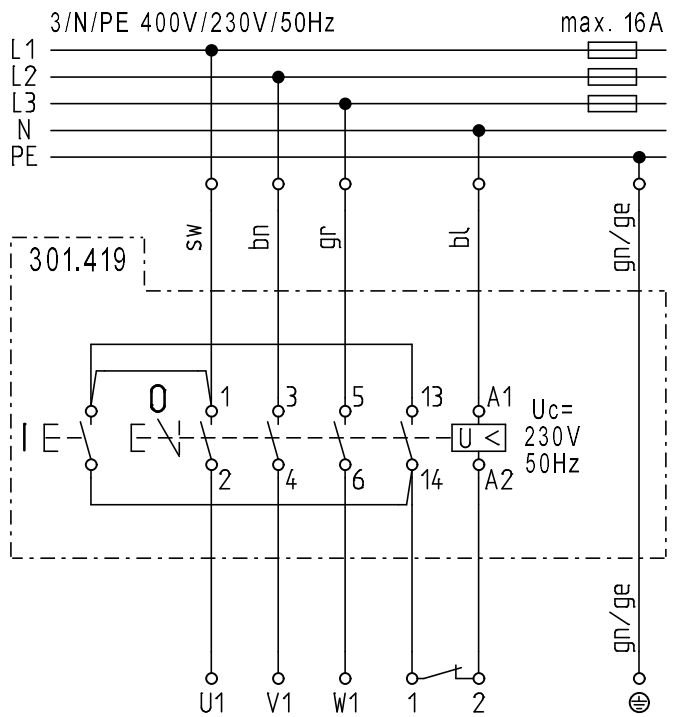 3/N/PE 400V/230V/50Hz max. 16A
L1
L2
L3
N
PE
sw bn gr bl gn/ge
301.419
0 1 3 5 13 A1
Uc=
I U < 230V
50Hz
2 4 6 14 A2
gn/ge
U1 V1 W1 1 2